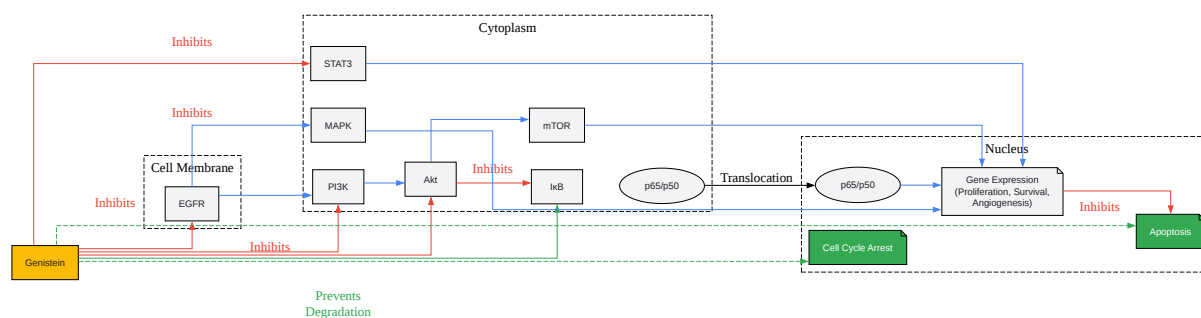 Cytoplasm
Inhibits
STAT3
Inhibits
MAPK
mTOR
Nucleus
Cell Membrane
Inhibits
Translocation
PI3K
Akt
IκB
p65/p50
p65/p50
Gene Expression
(Proliferation, Survival,
Angiogenesis)
EGFR
Inhibits
Inhibits
Apoptosis
Inhibits
Cell Cycle Arrest
Genistein
Prevents
Degradation